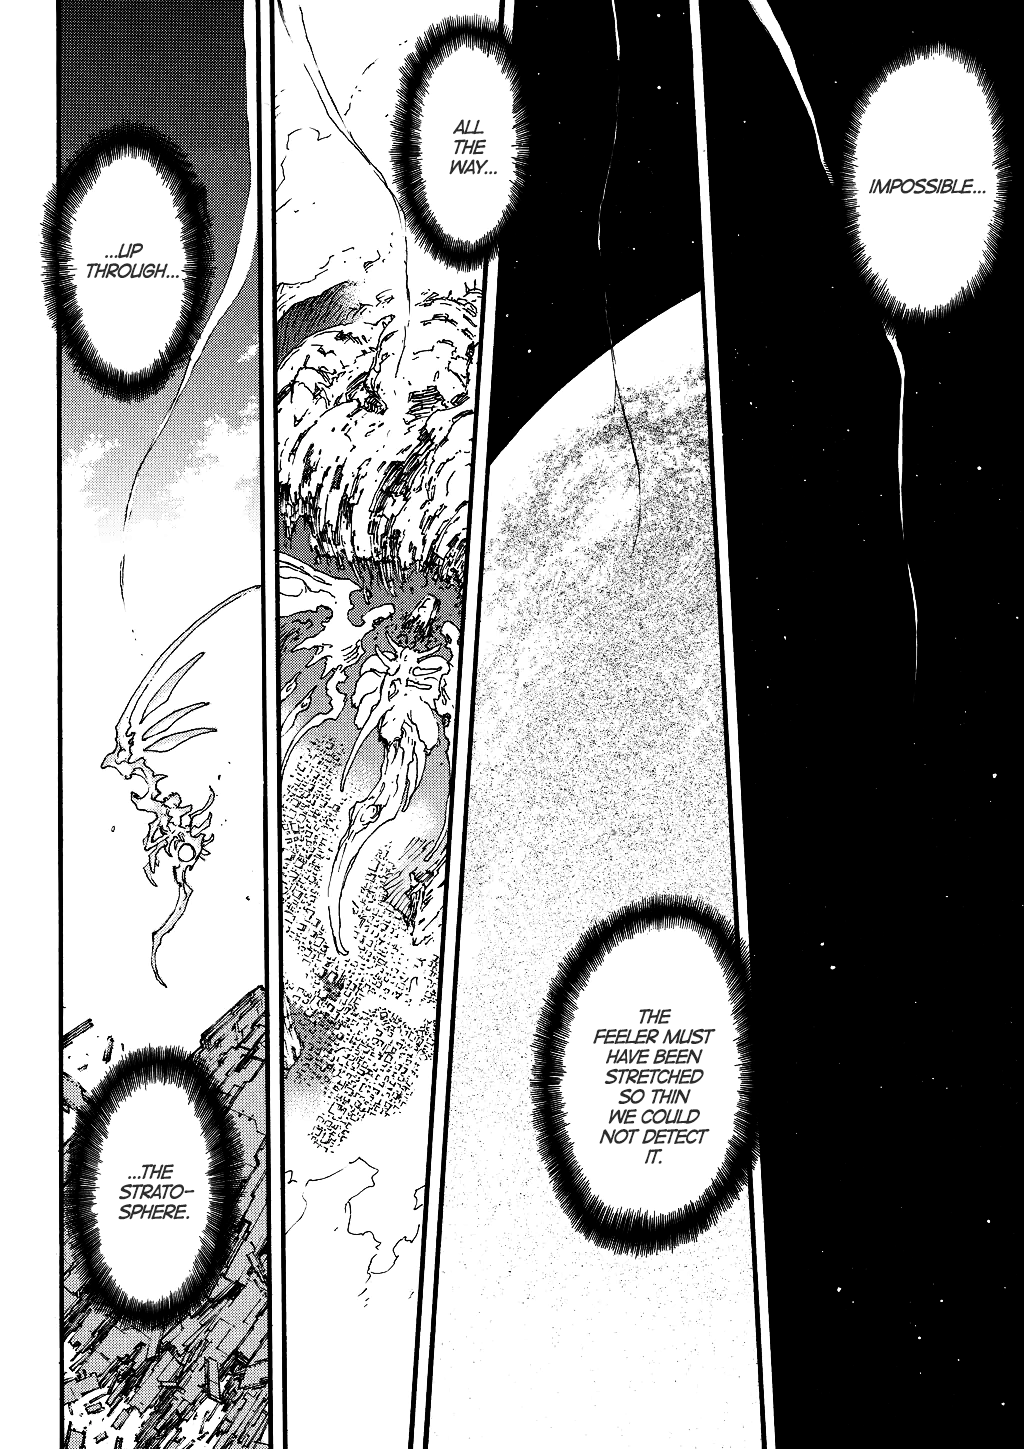 IMPOSSIBLE...
THE
FEELER MUST
HAVE BEEN
STRETCHED
SO THIN
WE COULD
NOT DETECT
IT.
ALL
THE
WAY...
...UP
THROUGH...
...THE
STRATO-
SPHERE.